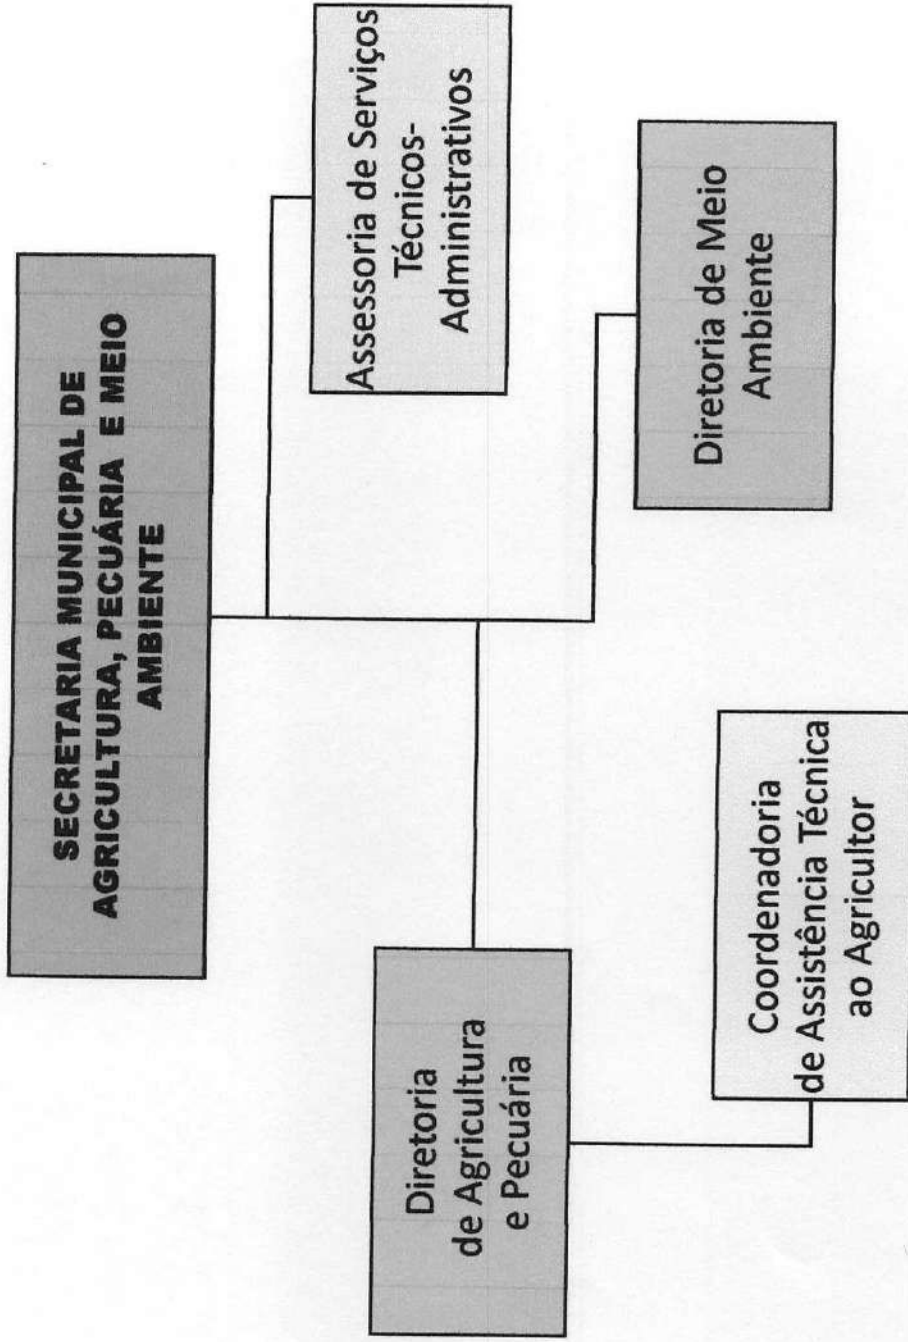 SECRETARIA MUNICIPAL DE
AGRICULTURA, PECUÁRIA E MEIO
AMBIENTE
Assessoria de Serviços
Técnicos-
Administrativos
Diretoria
de Agricultura
e Pecuária
Diretoria de Meio
Ambiente
Coordenadoria
de Assistência Técnica
ao Agricultor